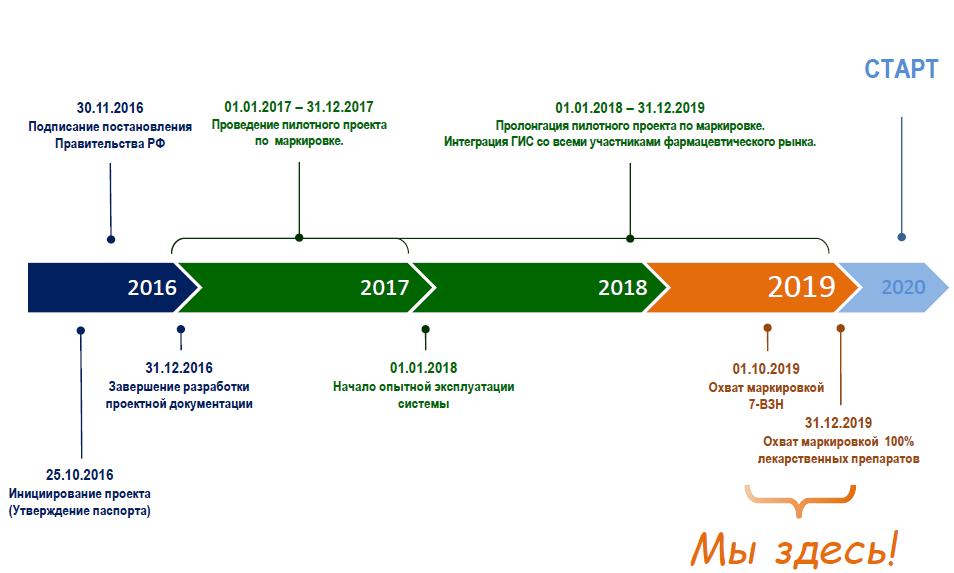 СТАРТ
30.11.2016
Подписание постановления
Правительства РФ
01.01.2017 – 31.12.2017
Проведение пилотного проекта
по маркировке.
01.01.2018 – 31.12.2019
Пролонгация пилотного проекта по маркировке.
Интеграция ГИС со всеми участниками фармацевтического рынка.
2016
2017
2018
2019
2020
31.12.2016
Завершение разработки
проектной документации
01.01.2018
Начало опытной эксплуатации
системы
01.10.2019
Охват маркировкой
7-ВЗН
31.12.2019
Охват маркировкой 100%
лекарственных препаратов
25.10.2016
Инициирование проекта
(Утверждение паспорта)
Мы здесь!